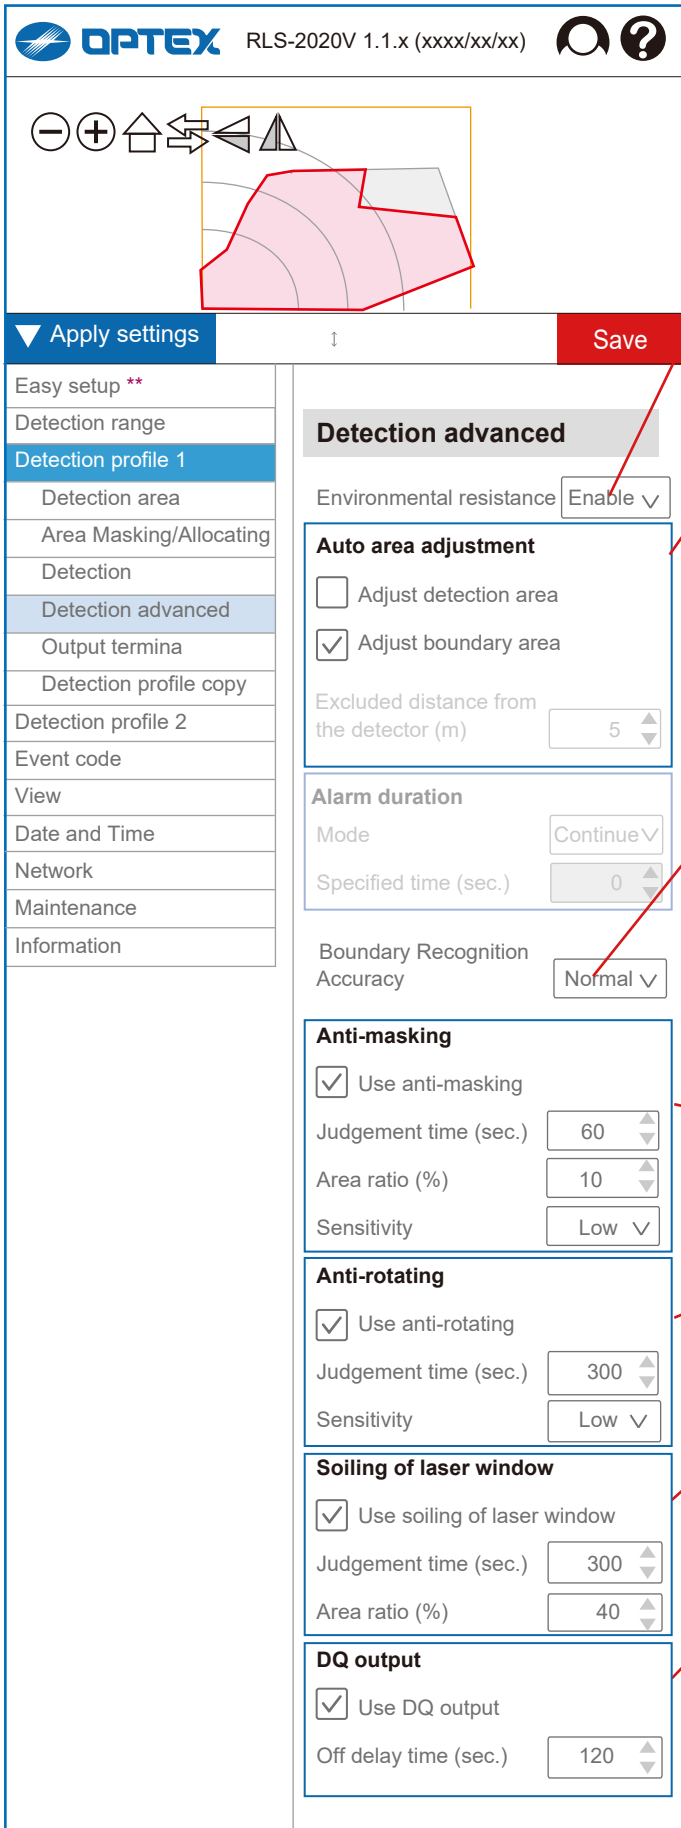 OPTEX RLS-2020V 1.1.x (xxxx/xx/xx)
Apply settings
Save
Easy setup **
Detection range
Detection profile 1
Detection area
Area Masking/Allocating
Detection
Detection advanced
Output termina
Detection profile copy
Detection profile 2
Event code
View
Date and Time
Network
Maintenance
Information
Detection advanced
Environmental resistance Enable
Auto area adjustment
Adjust detection area
Adjust boundary area
Excluded distance from
the detector (m) 5
Alarm duration
Mode Continue
Specified time (sec.) 0
Boundary Recognition
Accuracy Normal
Anti-masking
Use anti-masking
Judgement time (sec.) 60
Area ratio (%) 10
Sensitivity Low
Anti-rotating
Use anti-rotating
Judgement time (sec.) 300
Sensitivity Low
Soiling of laser window
Use soiling of laser window
Judgement time (sec.) 300
Area ratio (%) 40
DQ output
Use DQ output
Off delay time (sec.) 120